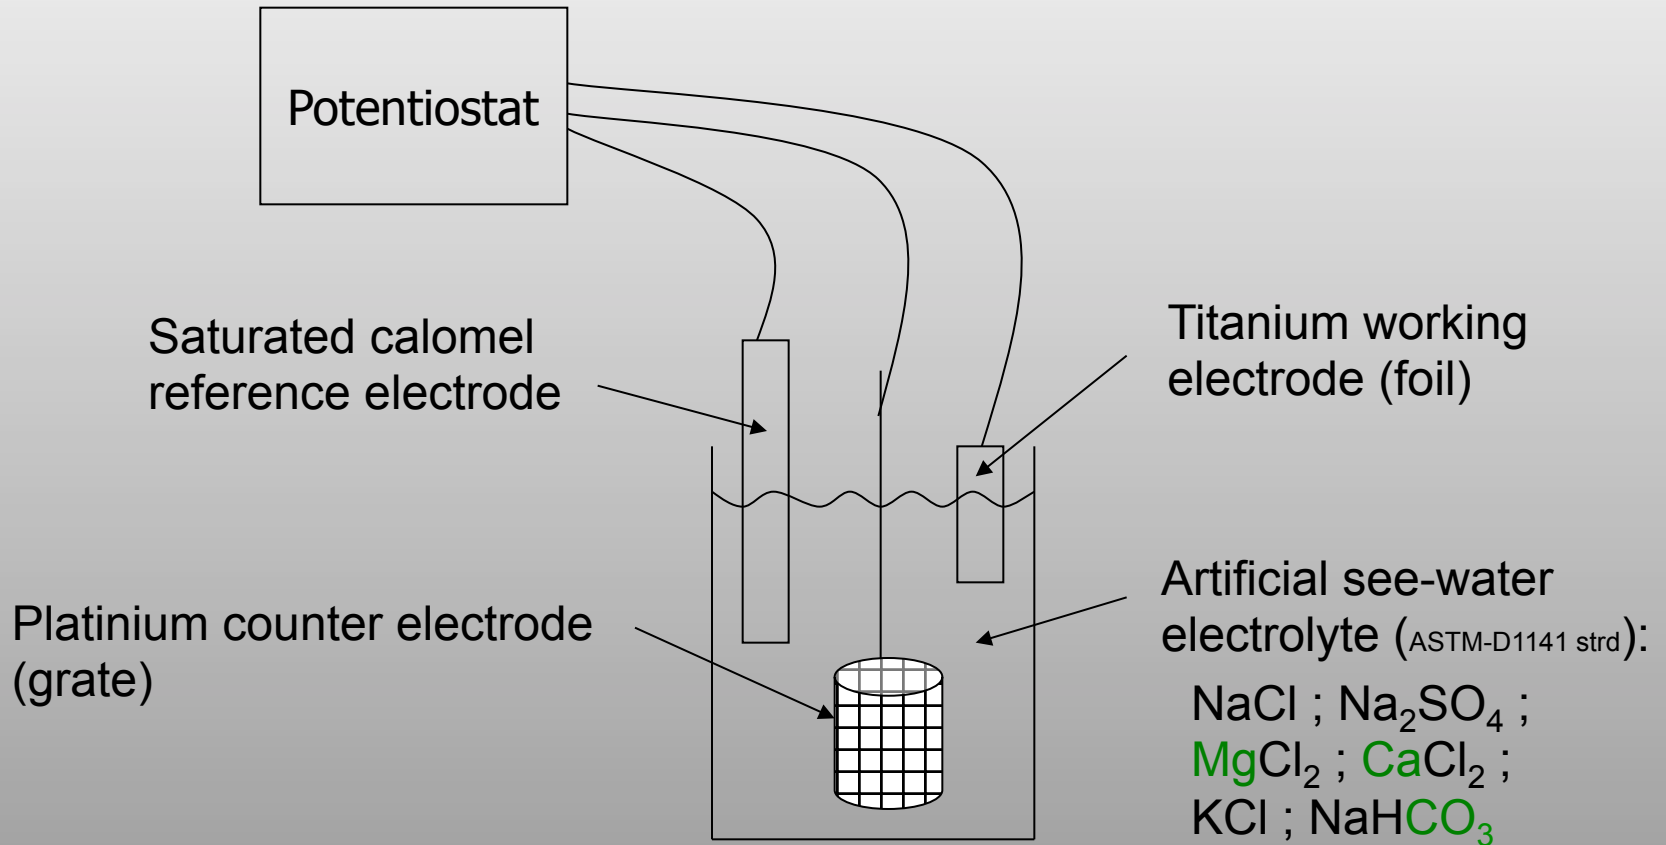 Potentiostat
Saturated calomel
reference electrode
Titanium working
electrode (foil)
Platinium counter electrode
(grate)
Artificial see-water
electrolyte (ASTM-D1141 strd):
NaCl ; Na₂SO₄ ;
MgCl₂ ; CaCl₂ ;
KCl ; NaHCO₃